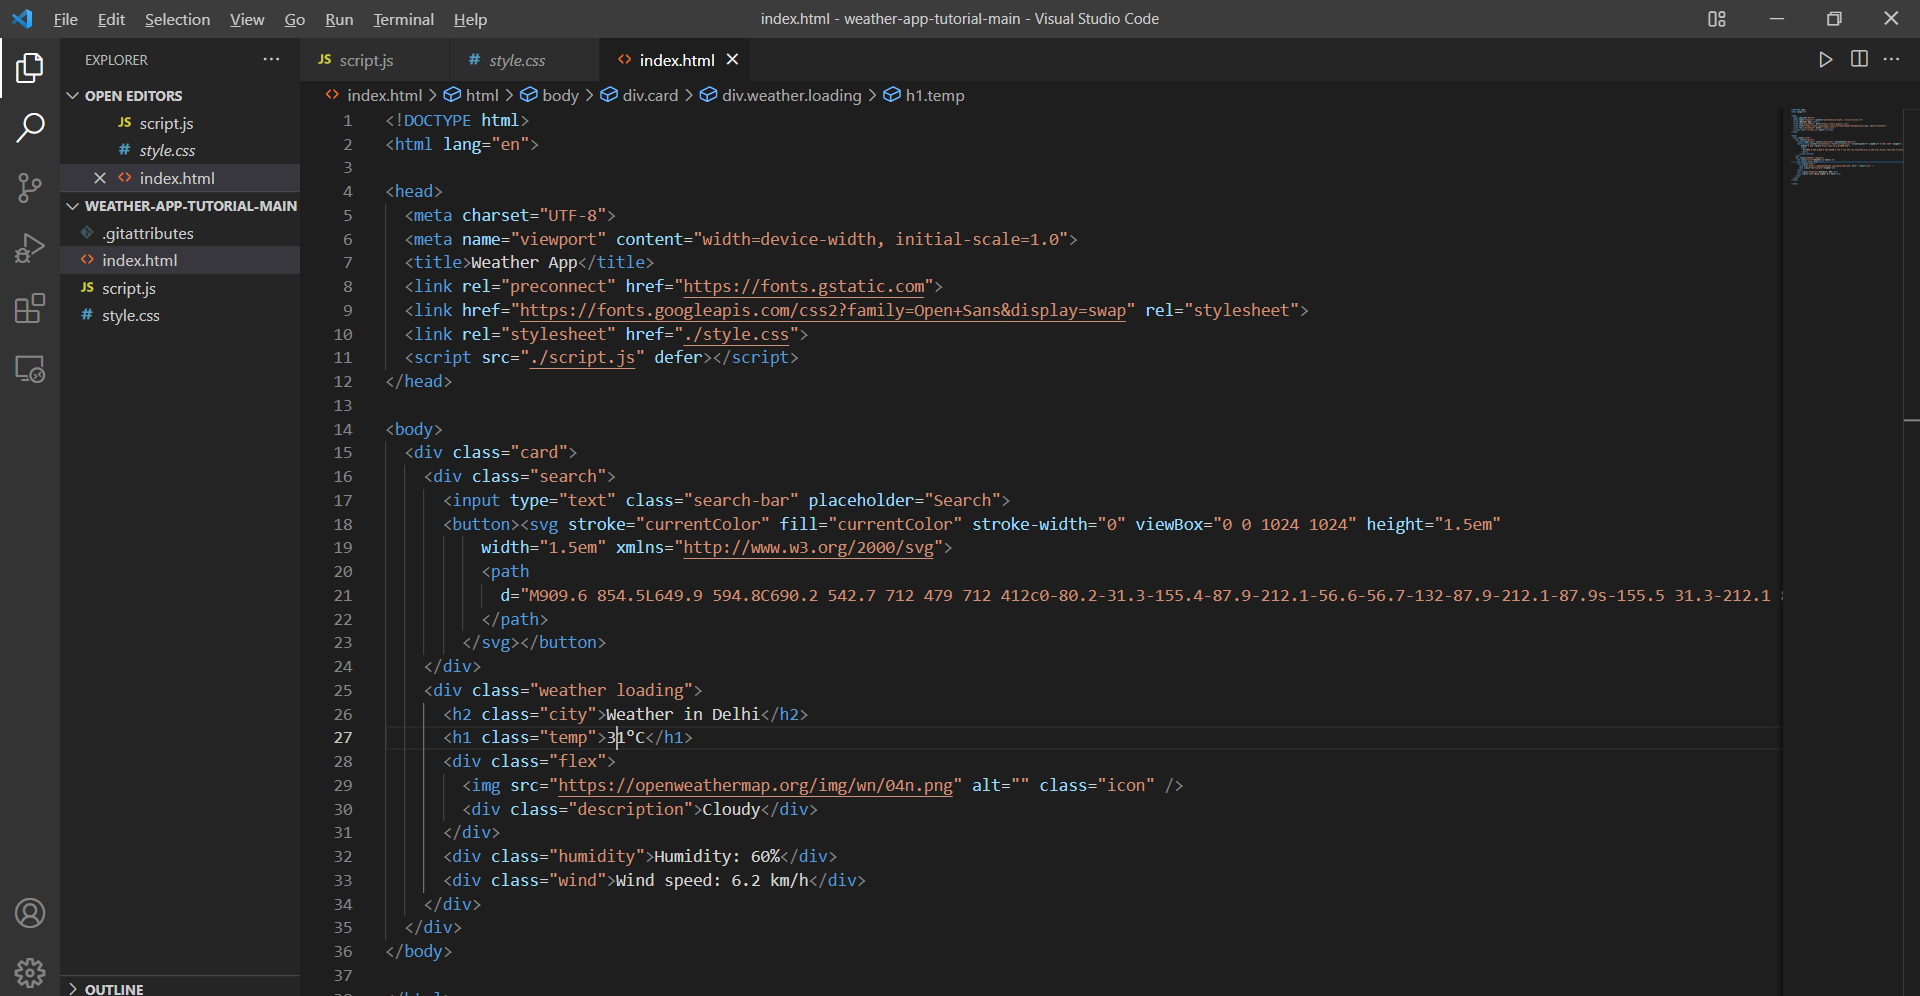 File Edit Selection View Go Run Terminal Help
index.html - weather-app-tutorial-main - Visual Studio Code
EXPLORER
OPEN EDITORS
JS script.js
# style.css
index.html
WEATHER-APP-TUTORIAL-MAIN
.gitattributes
index.html
JS script.js
# style.css
OUTLINE
JS script.js # style.css <> index.html
<> index.html > html > body > div.card > div.weather.loading > h1.temp
1 <!DOCTYPE html>
2 <html lang="en">
3
4 <head>
5 <meta charset="UTF-8">
6 <meta name="viewport" content="width=device-width, initial-scale=1.0">
7 <title>Weather App</title>
8 <link rel="preconnect" href="https://fonts.gstatic.com">
9 <link href="https://fonts.googleapis.com/css2?family=Open+Sans&display=swap" rel="stylesheet">
10 <link rel="stylesheet" href="./style.css">
11 <script src="./script.js" defer></script>
12 </head>
13
14 <body>
15 <div class="card">
16 <div class="search">
17 <input type="text" class="search-bar" placeholder="Search">
18 <button><svg stroke="currentColor" fill="currentColor" stroke-width="0" viewBox="0 0 1024 1024" height="1.5em"
19 width="1.5em" xmlns="http://www.w3.org/2000/svg">
20 <path
21 d="M909.6 854.5L649.9 594.8C690.2 542.7 712 479 712 412c0-80.2-31.3-155.4-87.9-212.1-56.6-56.7-132-87.9-212.1-87.9s-155.5 31.3-212.1
22 </path>
23 </svg></button>
24 </div>
25 <div class="weather loading">
26 <h2 class="city">Weather in Delhi</h2>
27 <h1 class="temp">31°C</h1>
28 <div class="flex">
29 <img src="https://openweathermap.org/img/wn/04n.png" alt="" class="icon" />
30 <div class="description">Cloudy</div>
31 </div>
32 <div class="humidity">Humidity: 60%</div>
33 <div class="wind">Wind speed: 6.2 km/h</div>
34 </div>
35 </div>
36 </body>
37